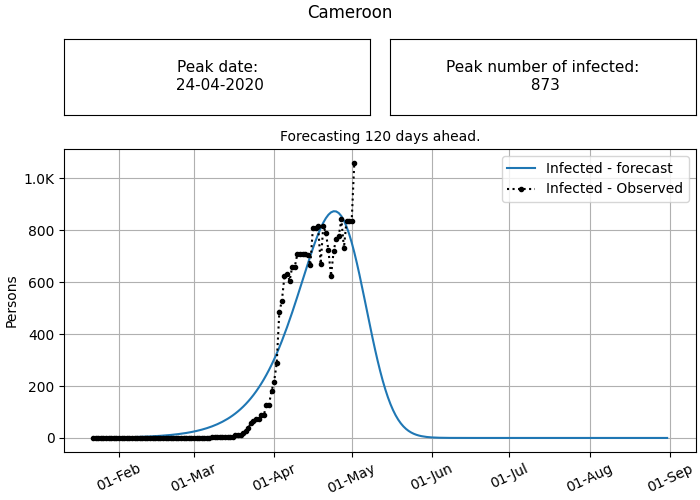 Cameroon
Peak date:
24-04-2020
Peak number of infected:
873
Forecasting 120 days ahead.
Infected - forecast
Infected - Observed
Persons
1.0K
800
600
400
200
0
01-Feb
01-Mar
01-Apr
01-May
01-Jun
01-Jul
01-Aug
01-Sep